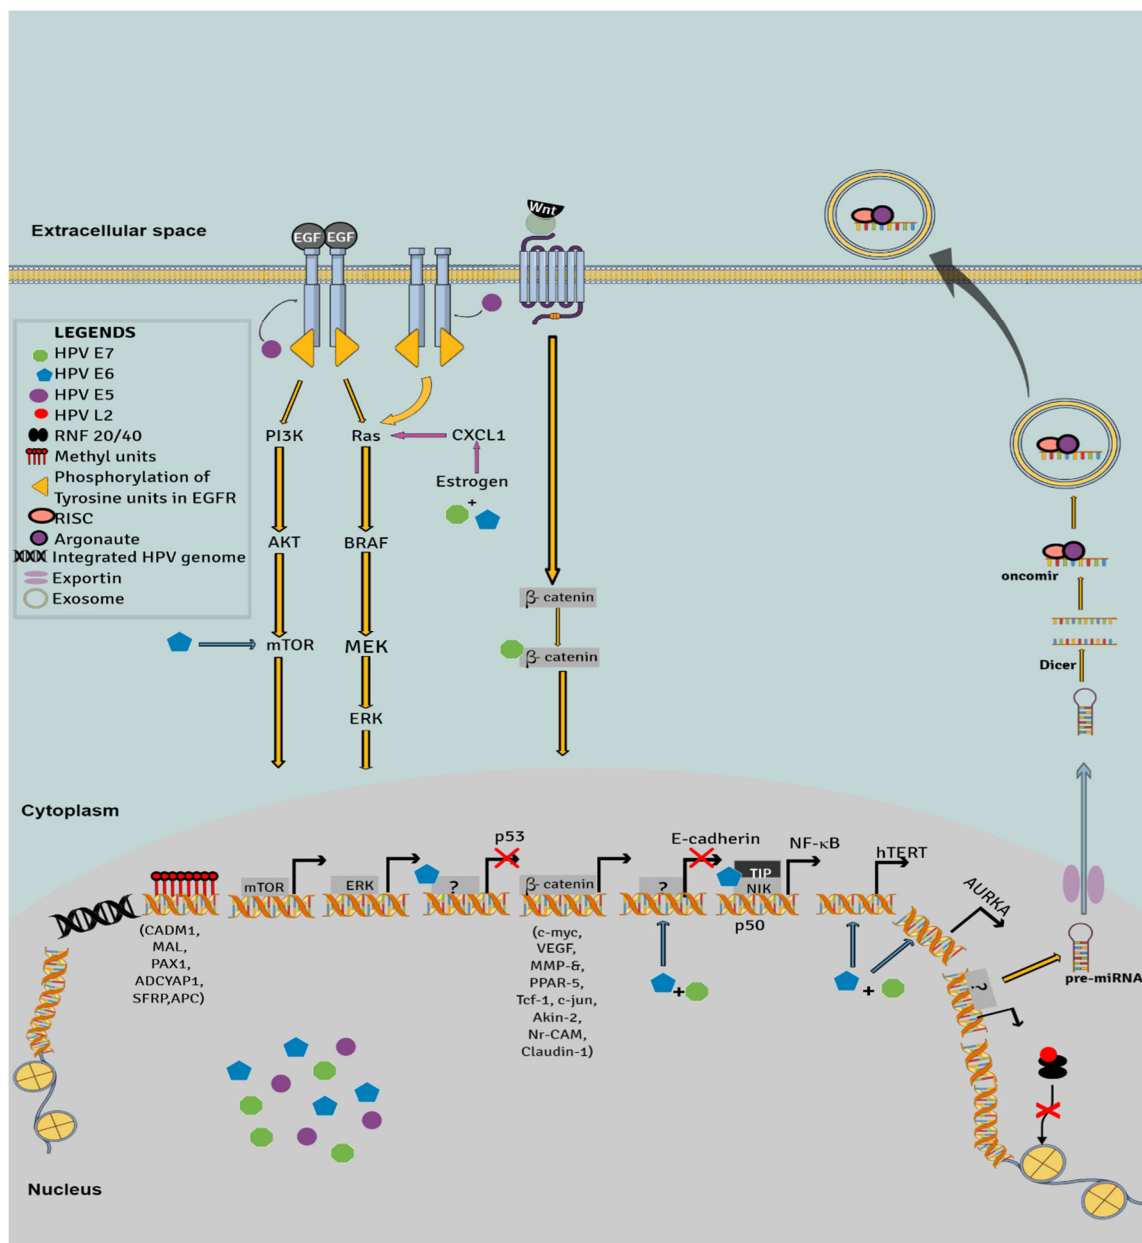 Wnt
Extracellular space
EGF EGF
LEGENDS
HPV E7
HPV E6
HPV E5
HPV L2
RNF 20/40
Methyl units
Phosphorylation of
Tyrosine units in EGFR
RISC
Argonaute
Integrated HPV genome
Exportin
Exosome
PI3K
Ras
CXCL1
Estrogen
+
AKT
BRAF
mTOR
MEK
ERK
β- catenin
β- catenin
oncomir
Dicer
Cytoplasm
p53
E-cadherin
NF-κB
hTERT
AURKA
mTOR
ERK
?
β- catenin
?
TIP
NIK
p50
(CADM1,
MAL,
PAX1,
ADCYAP1,
SFRP,APC)
(c-myc,
VEGF,
MMP-&,
PPAR-5,
Tcf-1, c-jun,
Akin-2,
Nr-CAM,
Claudin-1)
+
+
?
pre-miRNA
Nucleus